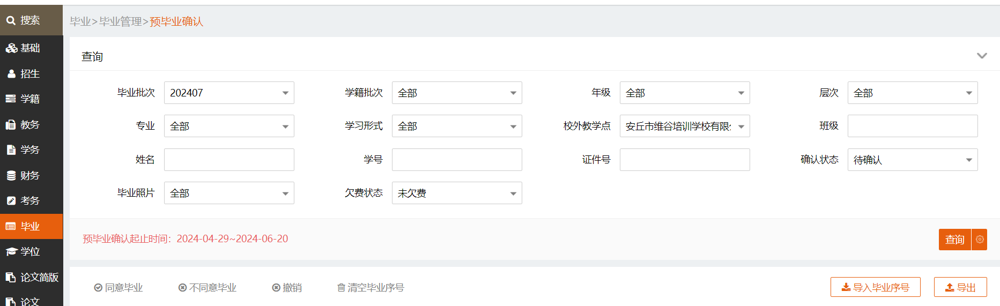 搜索
基础
招生
学籍
教务
学务
财务
考务
毕业
学位
论文简版
论文
毕业>毕业管理>预毕业确认
查询
毕业批次 202407 学籍批次 全部 年级 全部 层次 全部
专业 全部 学习形式 全部 校外教学点 安丘市维谷培训学校有限 班级
姓名 学号 证件号 确认状态 待确认
毕业照片 全部 欠费状态 未欠费
预毕业确认起止时间：2024-04-29~2024-06-20 查询
同意毕业 不同意毕业 撤销 清空毕业序号 导入毕业序号 导出